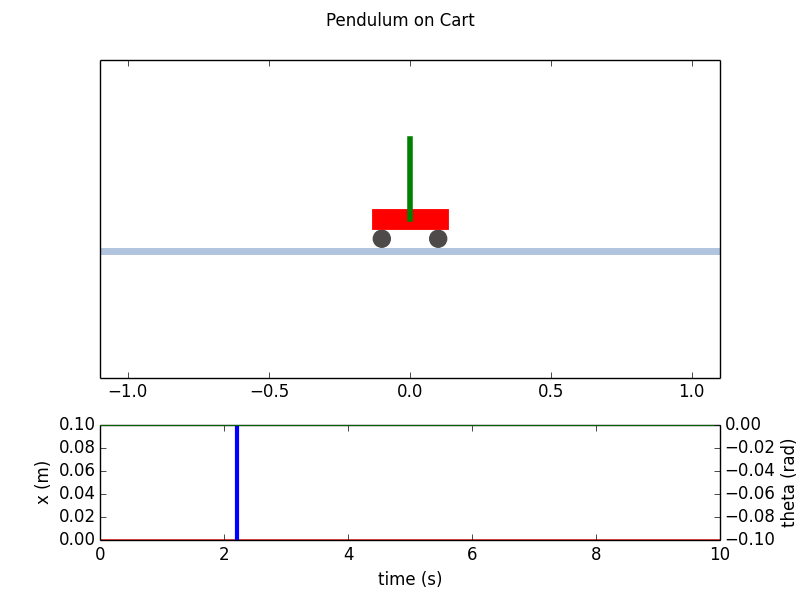 Pendulum on Cart
−1.0 −0.5 0.0 0.5 1.0
0.10 0.00
0.08 −0.02
0.06 −0.04
0.04 −0.06
0.02 −0.08
0.00 −0.10
x (m)
theta (rad)
0 2 4 6 8 10
time (s)